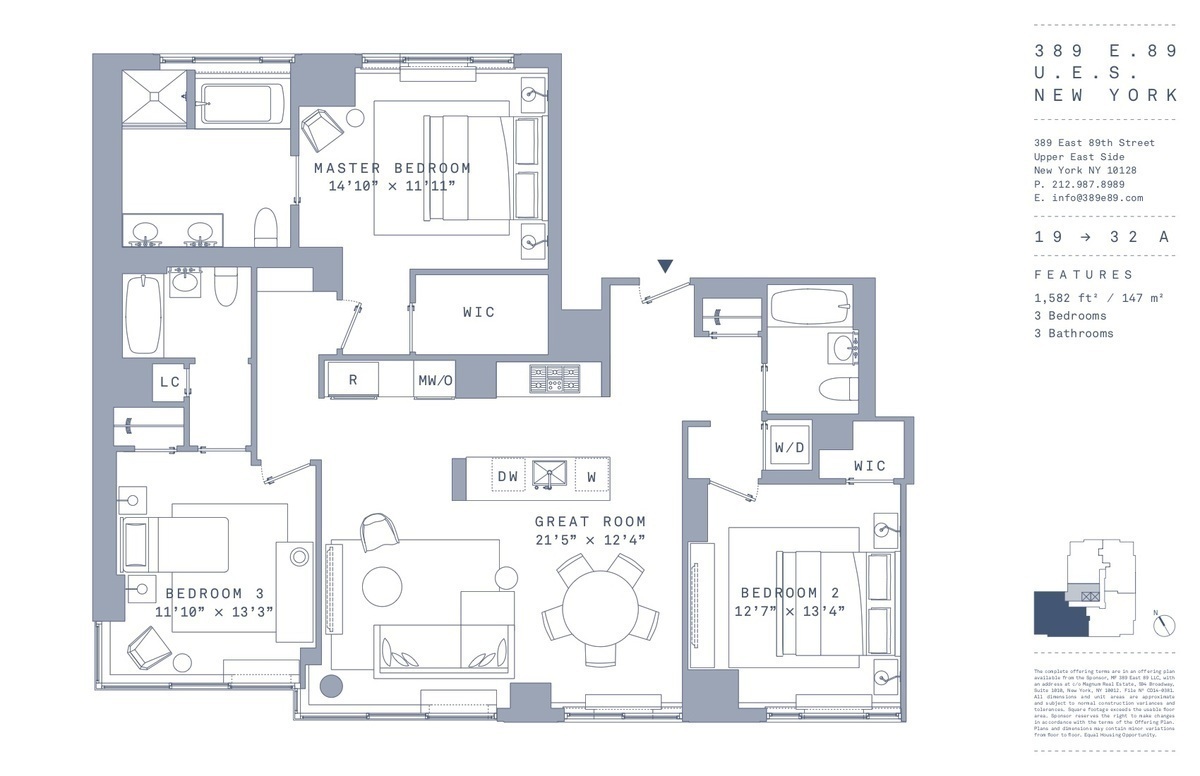 389 E.89
U.E.S.
NEW YORK
389 East 89th Street
Upper East Side
New York NY 10128
P. 212.987.8989
E. info@389e89.com
19 → 32 A
FEATURES
1,582 ft² / 147 m²
3 Bedrooms
3 Bathrooms
MASTER BEDROOM
14’10” × 11’11”
WIC
LC
R
MW/O
W/D
WIC
DW
W
GREAT ROOM
21’5” × 12’4”
BEDROOM 3
11’10” × 13’3”
BEDROOM 2
12’7” × 13’4”
N
The complete offering terms are in an offering plan
available from the Sponsor, MP 389 East 89 LLC, with
an address at c/o Magnum Real Estate, 594 Broadway,
Suite 1010, New York, NY 10012. File Nº CD14-0181.
All dimensions and unit areas are approximate
and subject to normal construction variances and
tolerances. Square footage exceeds the usable floor
area. Sponsor reserves the right to make changes
in accordance with the terms of the Offering Plan.
Plans and dimensions may contain minor variations
from floor to floor. Equal Housing Opportunity.